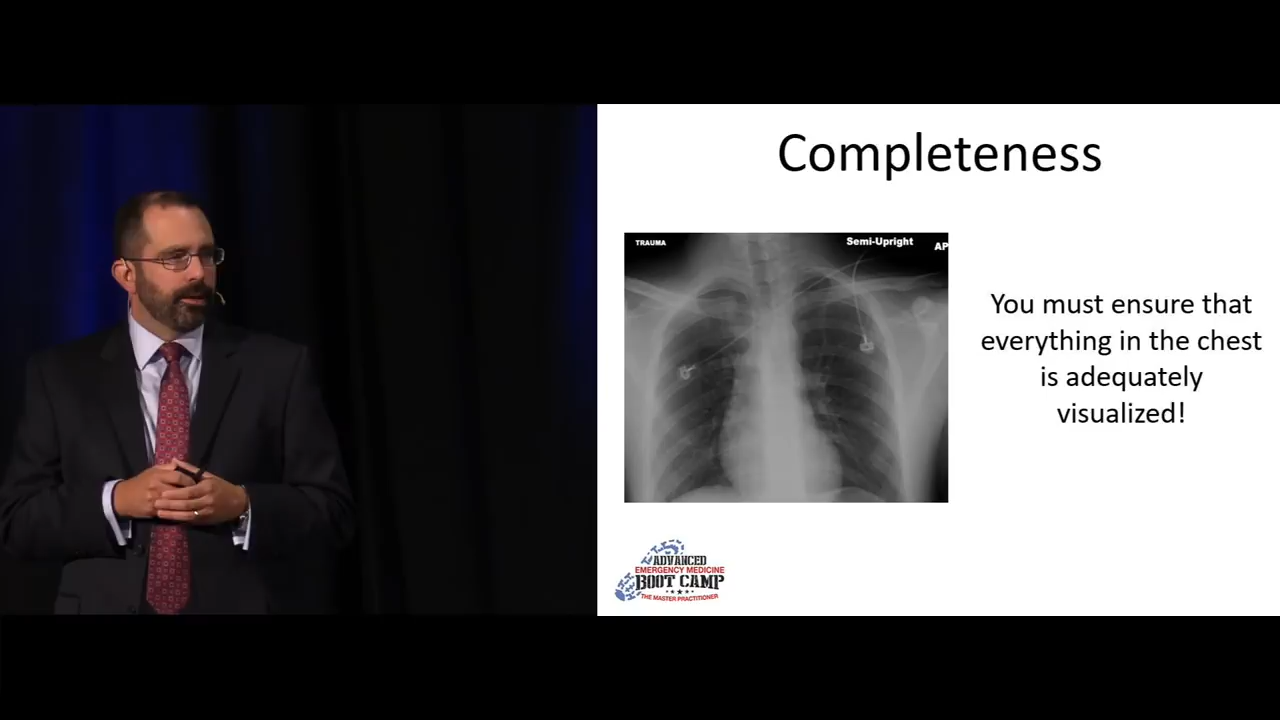 Completeness
TRAUMA
Semi-Upright
AP
You must ensure that
everything in the chest
is adequately
visualized!
ADVANCED
EMERGENCY MEDICINE
BOOT CAMP
THE MASTER PRACTITIONER